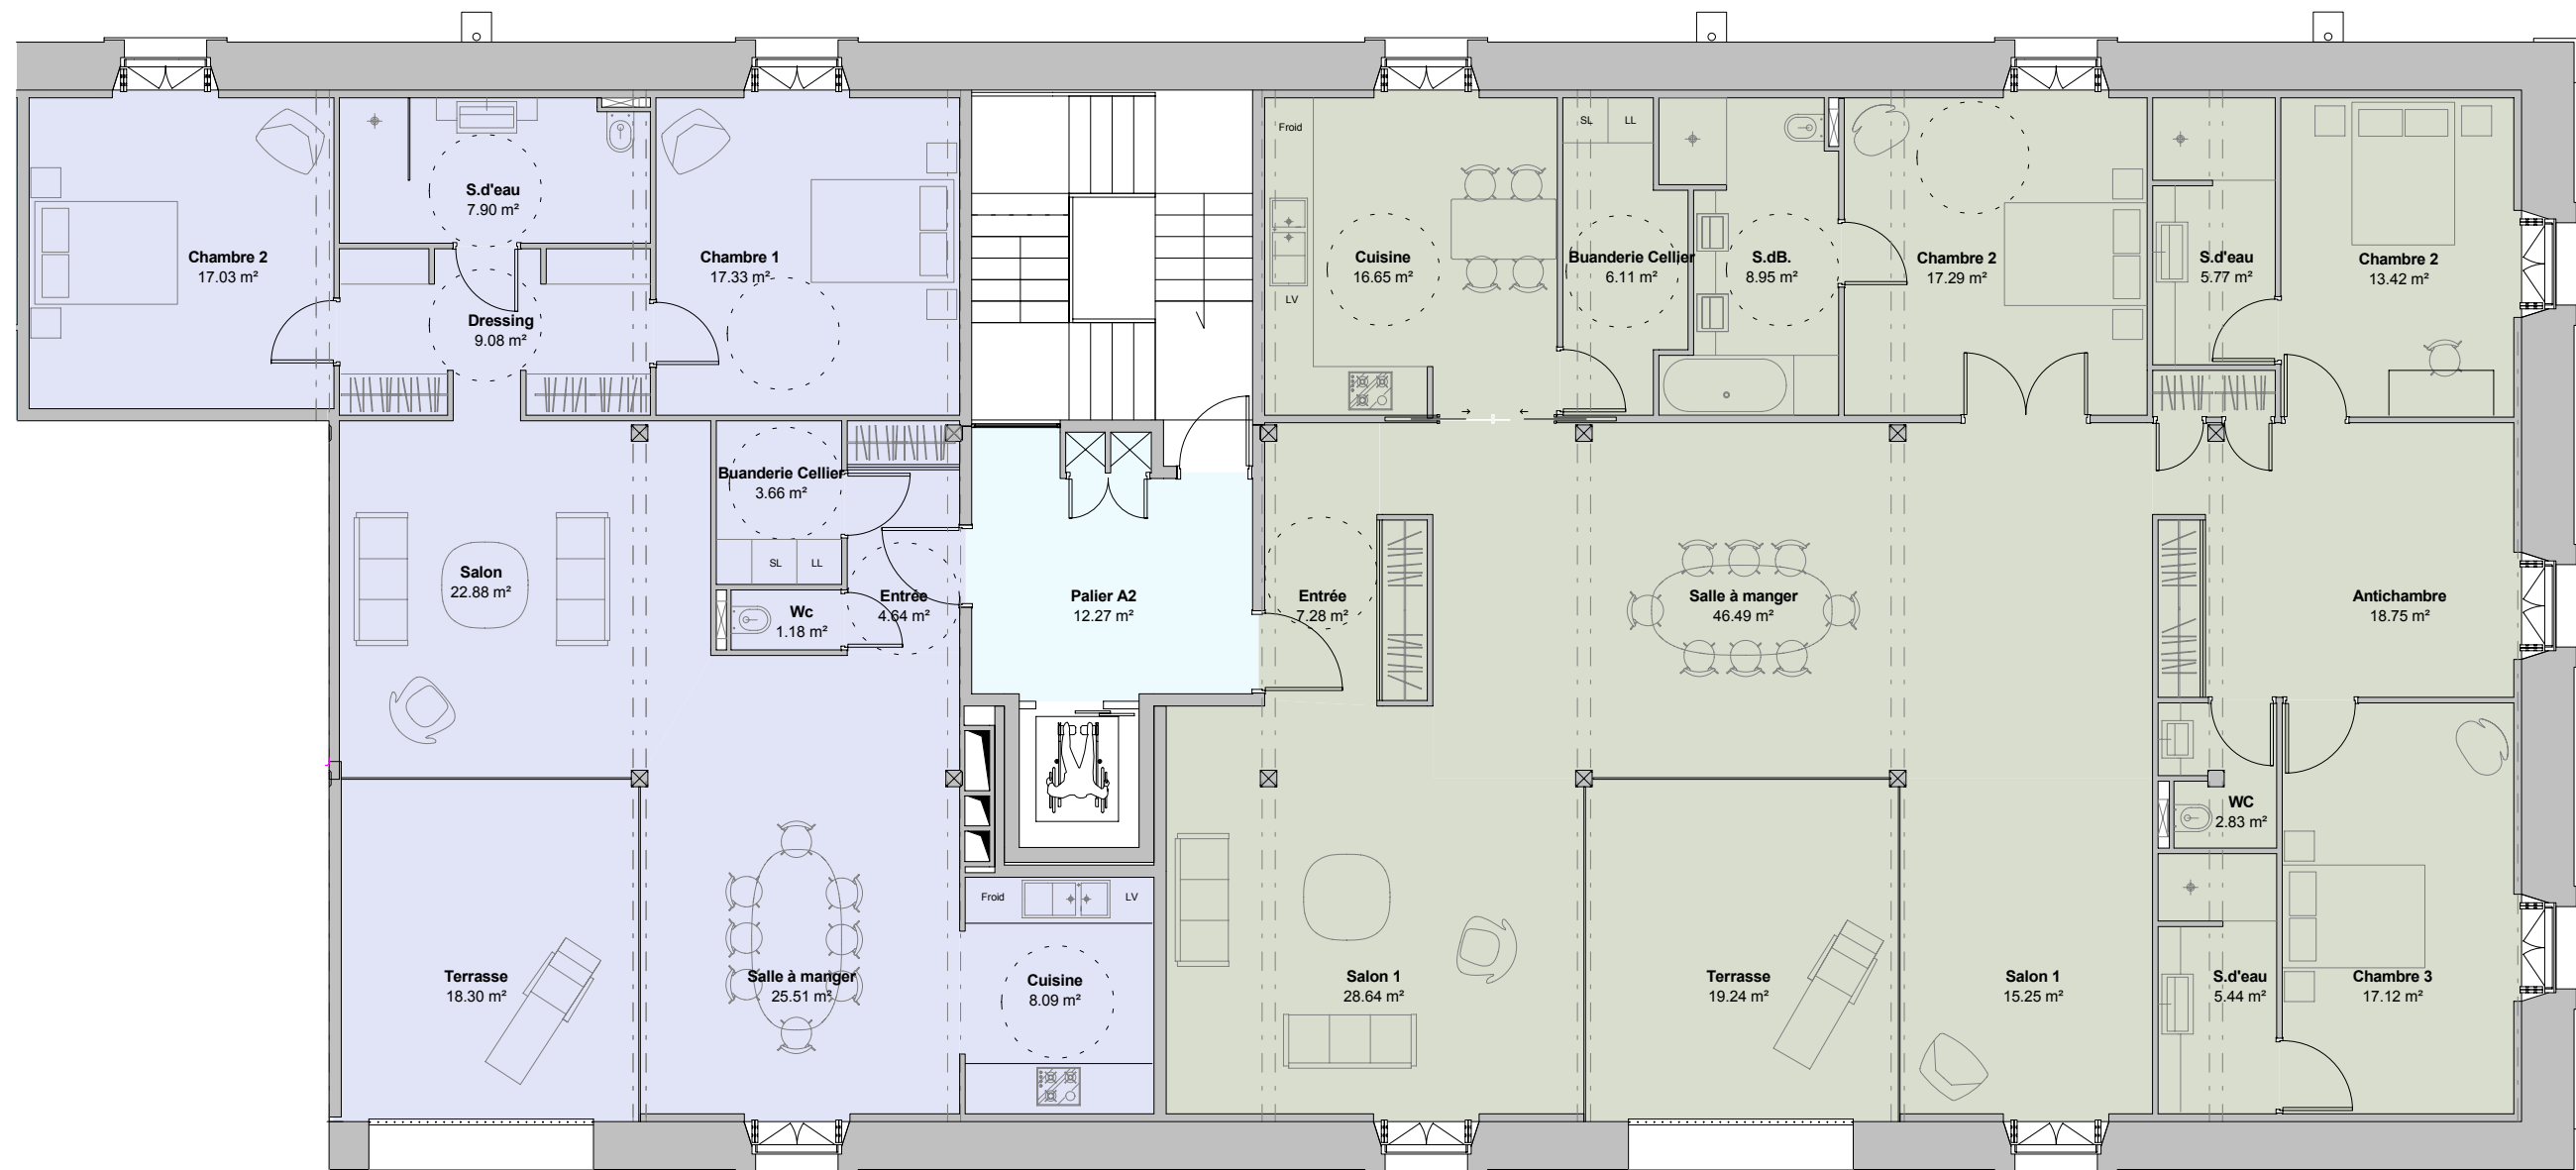 Chambre 2
17.03 m²
S.d'eau
7.90 m²
Dressing
9.08 m²
Chambre 1
17.33 m²
Froid
LV
Cuisine
16.65 m²
SL
LL
Buanderie Cellier
6.11 m²
S.dB.
8.95 m²
Chambre 2
17.29 m²
S.d'eau
5.77 m²
Chambre 2
13.42 m²
Salon
22.88 m²
Buanderie Cellier
3.66 m²
SL
LL
Wc
1.18 m²
Entrée
4.64 m²
Palier A2
12.27 m²
Entrée
7.28 m²
Salle à manger
46.49 m²
Antichambre
18.75 m²
WC
2.83 m²
Terrasse
18.30 m²
Salle à manger
25.51 m²
Froid
LV
Cuisine
8.09 m²
Salon 1
28.64 m²
Terrasse
19.24 m²
Salon 1
15.25 m²
S.d'eau
5.44 m²
Chambre 3
17.12 m²